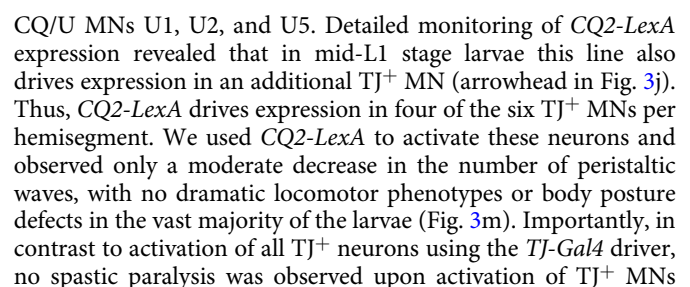 CQ/U MNs U1, U2, and U5. Detailed monitoring of CQ2-LexA
expression revealed that in mid-L1 stage larvae this line also
drives expression in an additional TJ+ MN (arrowhead in Fig. 3j).
Thus, CQ2-LexA drives expression in four of the six TJ+ MNs per
hemisegment. We used CQ2-LexA to activate these neurons and
observed only a moderate decrease in the number of peristaltic
waves, with no dramatic locomotor phenotypes or body posture
defects in the vast majority of the larvae (Fig. 3m). Importantly, in
contrast to activation of all TJ+ neurons using the TJ-Gal4 driver,
no spastic paralysis was observed upon activation of TJ+ MNs